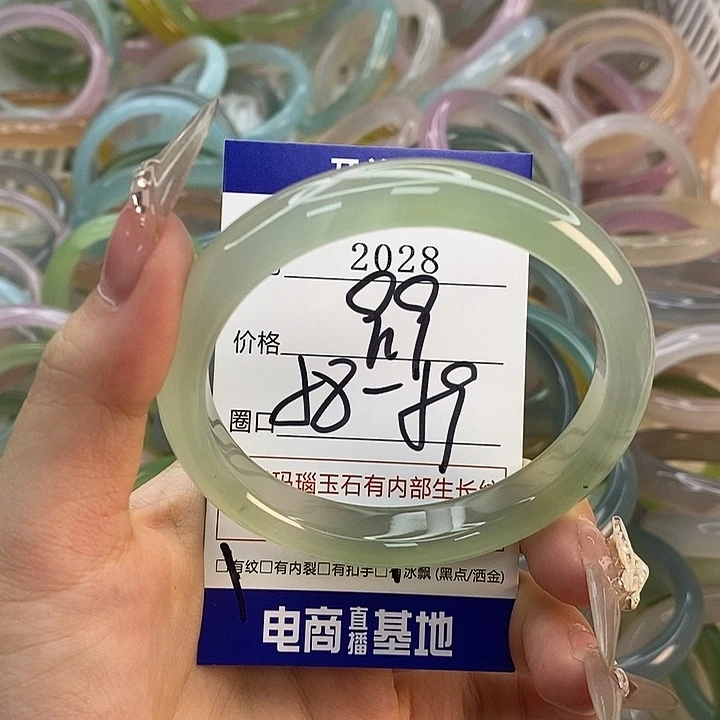 2028
价格 99
圈口 58-59
玛瑙玉石有内部生长纹
□有纹□有内裂□有扣手□有冰飘 (黑点/洒金)
电商直播基地